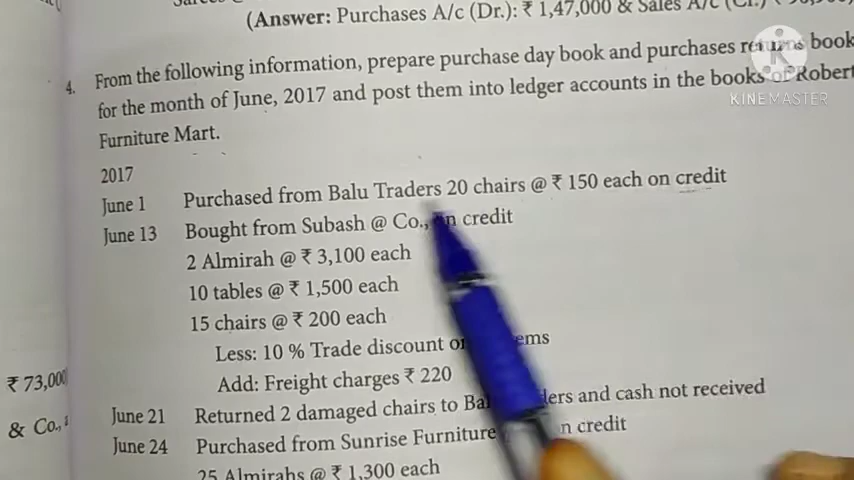 (Answer: Purchases A/c (Dr.): ₹ 1,47,000 & Sales A/c
4. From the following information, prepare purchase day book and purchases returns book
for the month of June, 2017 and post them into ledger accounts in the books of Robert
Furniture Mart.
KINEMASTER
2017
June 1 Purchased from Balu Traders 20 chairs @ ₹ 150 each on credit
June 13 Bought from Subash @ Co., on credit
2 Almirah @ ₹ 3,100 each
10 tables @ ₹ 1,500 each
15 chairs @ ₹ 200 each
Less: 10 % Trade discount
Add: Freight charges ₹ 220
₹ 73,000
June 21 Returned 2 damaged chairs to and cash not received
& Co.,
June 24 Purchased from Sunrise Furniture credit
25 Almirahs @ ₹ 1,300 each